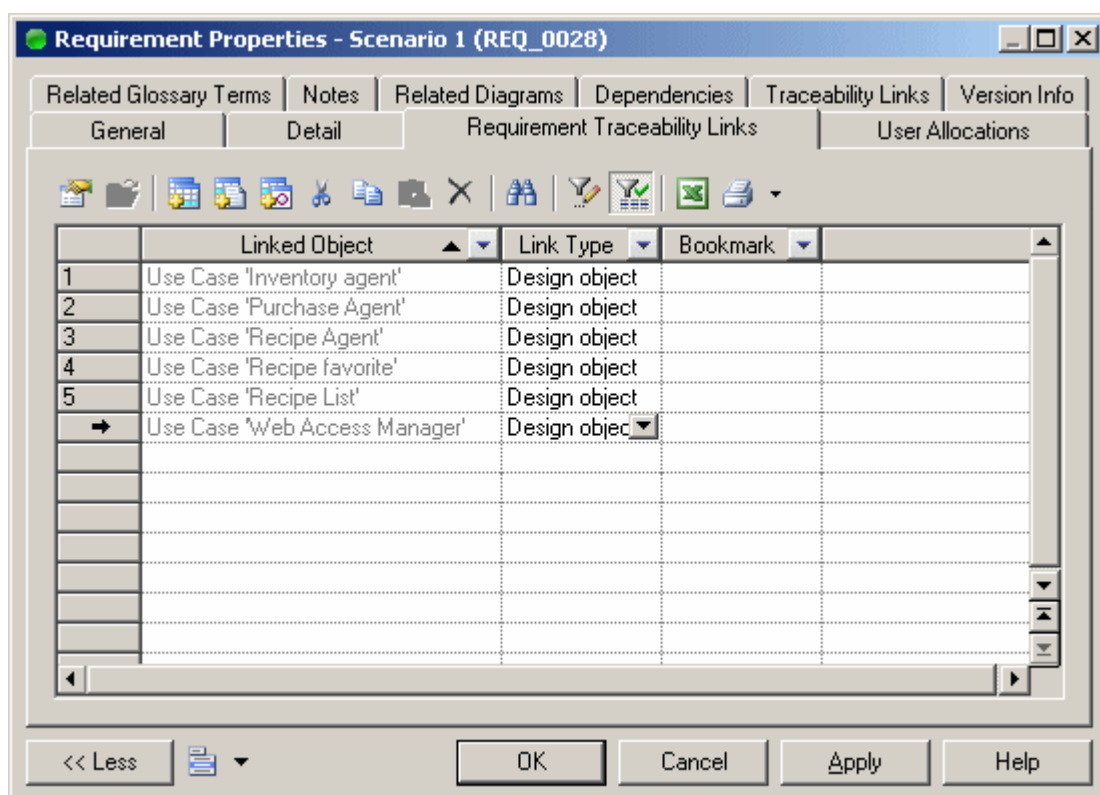 Requirement Properties - Scenario 1 (REQ_0028)
Related Glossary Terms Notes Related Diagrams Dependencies Traceability Links Version Info
General Detail Requirement Traceability Links User Allocations
Linked Object Link Type Bookmark
1 Use Case 'Inventory agent' Design object
2 Use Case 'Purchase Agent' Design object
3 Use Case 'Recipe Agent' Design object
4 Use Case 'Recipe favorite' Design object
5 Use Case 'Recipe List' Design object
Use Case 'Web Access Manager' Design objec
<< Less OK Cancel Apply Help